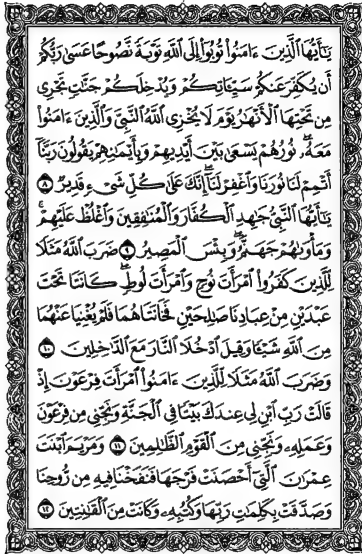 يَٰٓأَيُّهَا ٱلَّذِينَ ءَامَنُوا۟ تُوبُوٓا۟ إِلَى ٱللَّهِ تَوْبَةً نَّصُوحًا عَسَىٰ رَبُّكُمْ
أَن يُكَفِّرَ عَنكُمْ سَيِّـَٔاتِكُمْ وَيُدْخِلَكُمْ جَنَّٰتٍ تَجْرِى
مِن تَحْتِهَا ٱلْأَنْهَٰرُ يَوْمَ لَا يُخْزِى ٱللَّهُ ٱلنَّبِىَّ وَٱلَّذِينَ ءَامَنُوا۟
مَعَهُۥ ۖ نُورُهُمْ يَسْعَىٰ بَيْنَ أَيْدِيهِمْ وَبِأَيْمَٰنِهِمْ يَقُولُونَ رَبَّنَآ
أَتْمِمْ لَنَا نُورَنَا وَٱغْفِرْ لَنَآ ۖ إِنَّكَ عَلَىٰ كُلِّ شَىْءٍ قَدِيرٌ ٨
يَٰٓأَيُّهَا ٱلنَّبِىُّ جَٰهِدِ ٱلْكُفَّارَ وَٱلْمُنَٰفِقِينَ وَٱغْلُظْ عَلَيْهِمْ ۚ
وَمَأْوَىٰهُمْ جَهَنَّمُ ۖ وَبِئْسَ ٱلْمَصِيرُ ٩ ضَرَبَ ٱللَّهُ مَثَلًا
لِّلَّذِينَ كَفَرُوا۟ ٱمْرَأَتَ نُوحٍ وَٱمْرَأَتَ لُوطٍ ۖ كَانَتَا تَحْتَ
عَبْدَيْنِ مِنْ عِبَادِنَا صَٰلِحَيْنِ فَخَانَتَاهُمَا فَلَمْ يُغْنِيَا عَنْهُمَا
مِنَ ٱللَّهِ شَيْـًٔا وَقِيلَ ٱدْخُلَا ٱلنَّارَ مَعَ ٱلدَّٰخِلِينَ ١٠
وَضَرَبَ ٱللَّهُ مَثَلًا لِّلَّذِينَ ءَامَنُوا۟ ٱمْرَأَتَ فِرْعَوْنَ إِذْ
قَالَتْ رَبِّ ٱبْنِ لِى عِندَكَ بَيْتًا فِى ٱلْجَنَّةِ وَنَجِّنِى مِن فِرْعَوْنَ
وَعَمَلِهِۦ وَنَجِّنِى مِنَ ٱلْقَوْمِ ٱلظَّٰلِمِينَ ١١ وَمَرْيَمَ ٱبْنَتَ
عِمْرَٰنَ ٱلَّتِىٓ أَحْصَنَتْ فَرْجَهَا فَنَفَخْنَا فِيهِ مِن رُّوحِنَا
وَصَدَّقَتْ بِكَلِمَٰتِ رَبِّهَا وَكُتُبِهِۦ وَكَانَتْ مِنَ ٱلْقَٰنِتِينَ ١٢